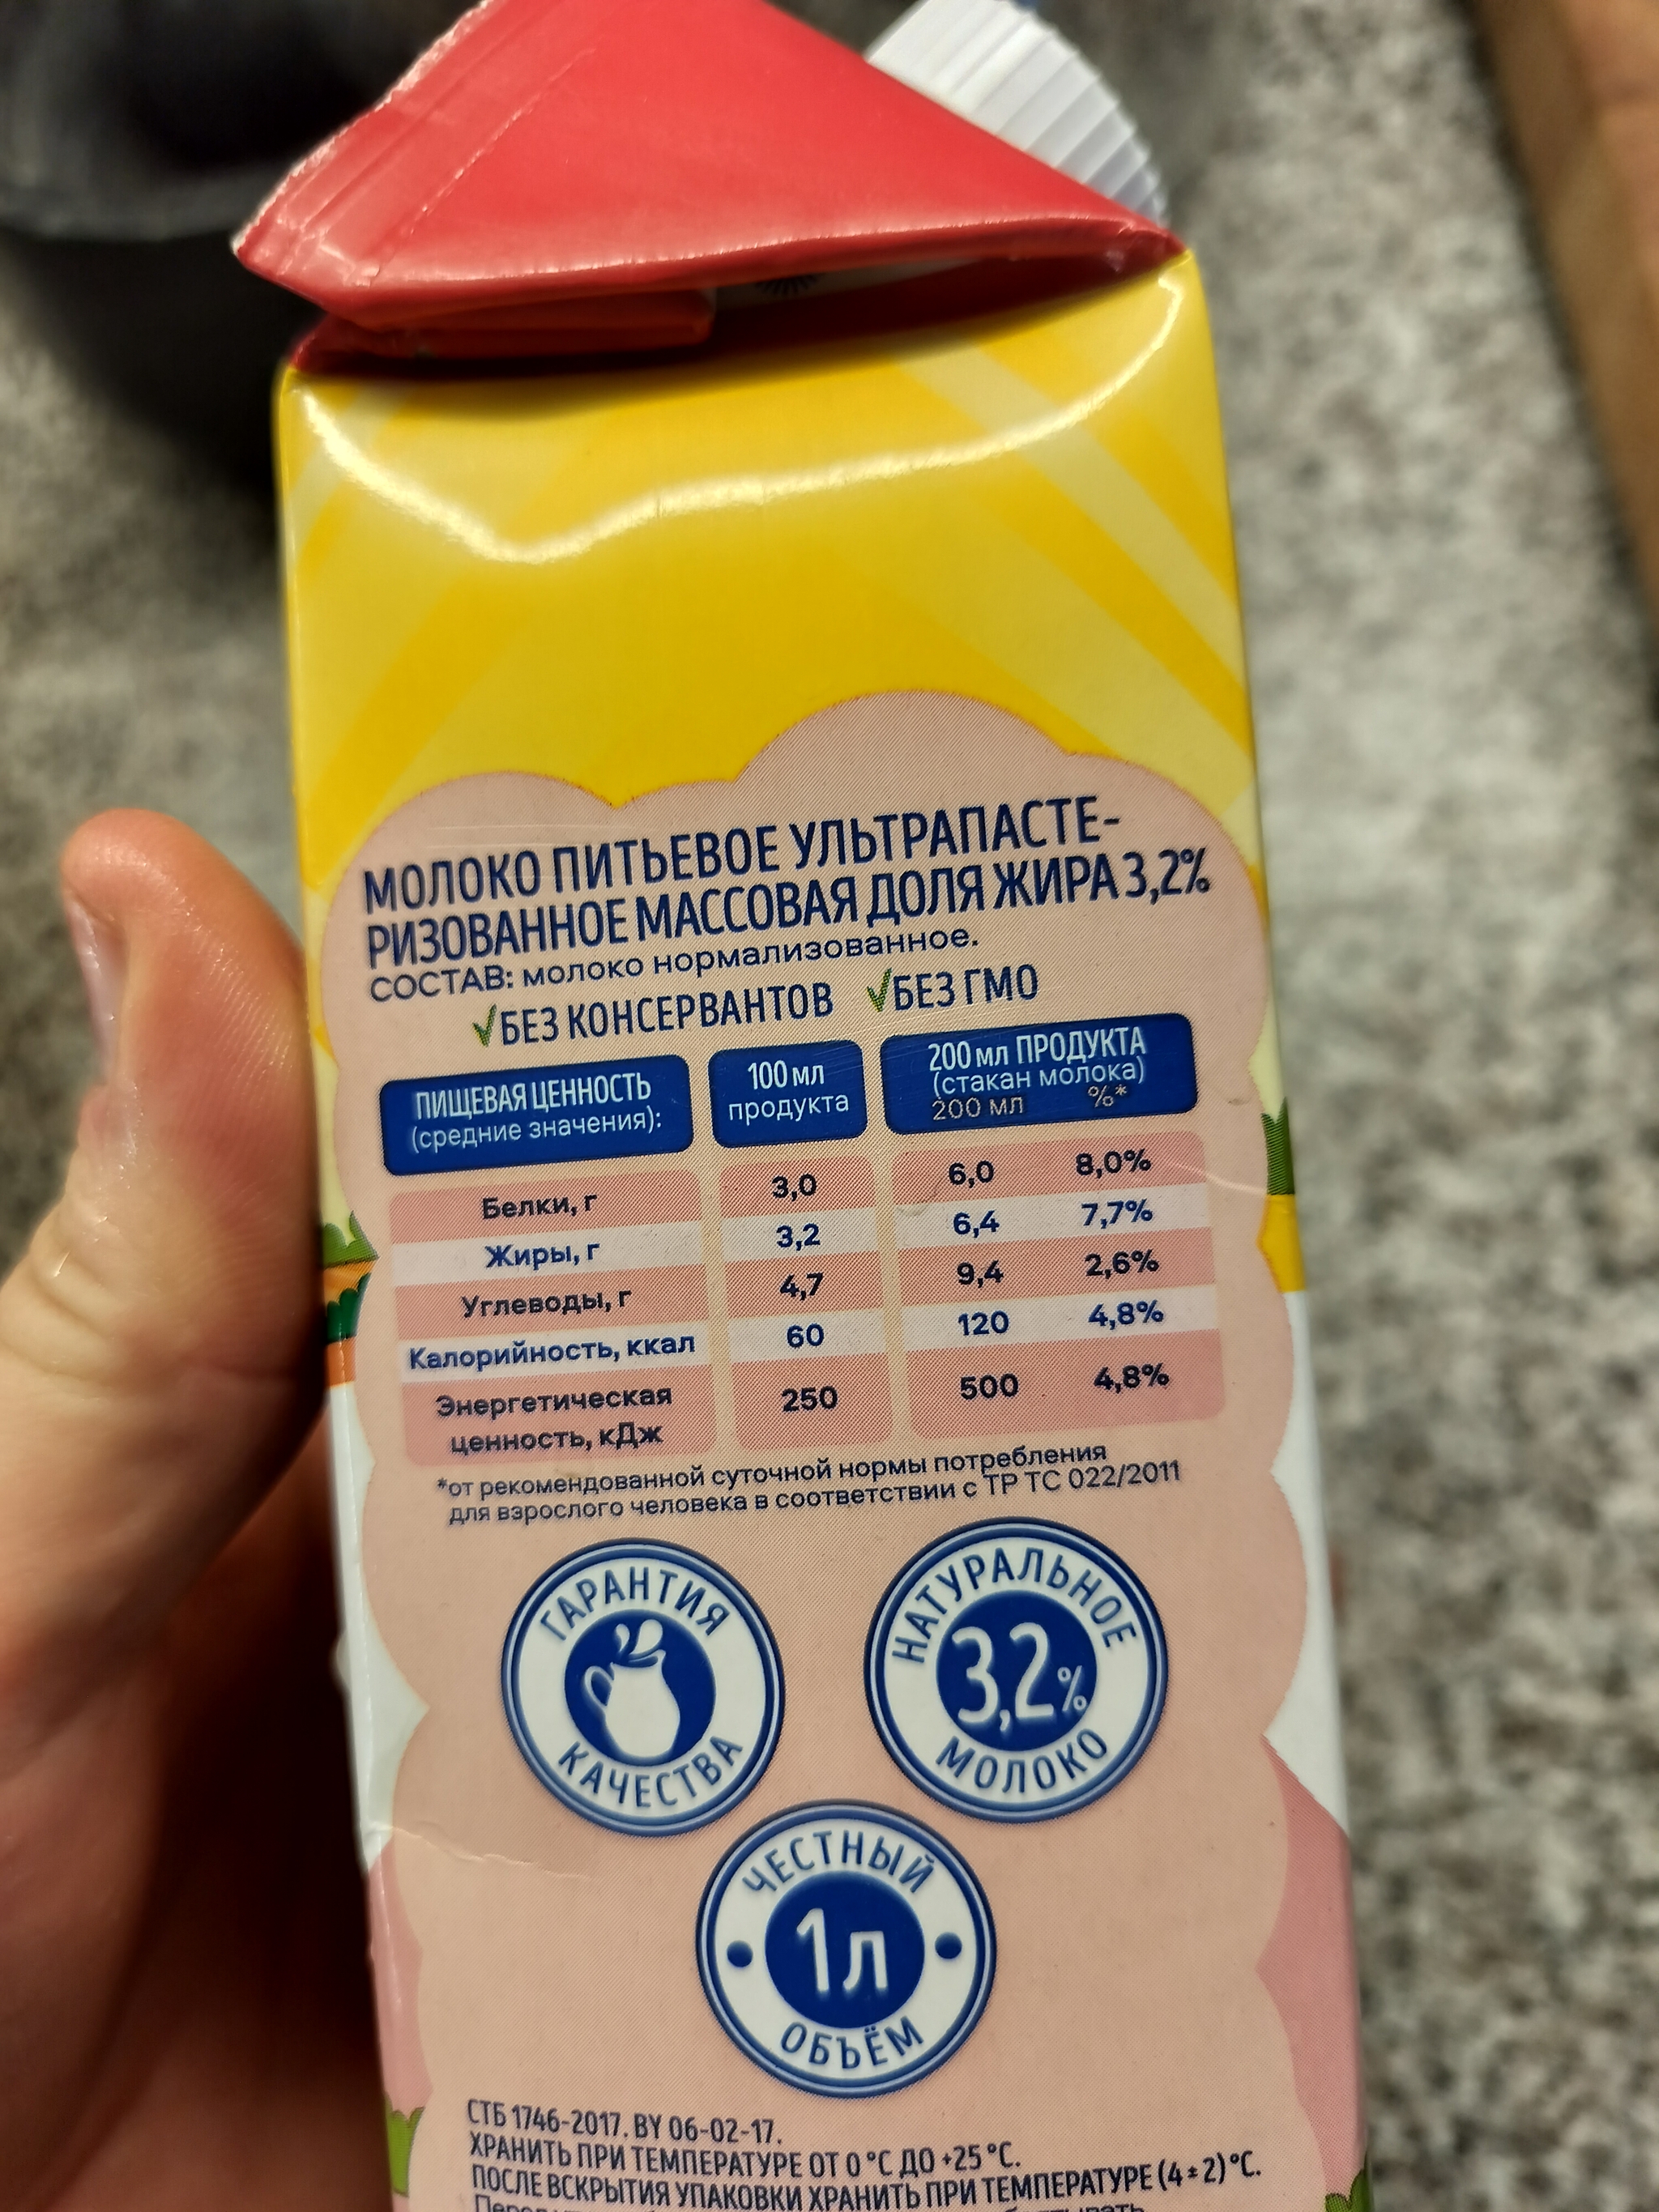 МОЛОКО ПИТЬЕВОЕ УЛЬТРАПАСТЕ-
РИЗОВАННОЕ МАССОВАЯ ДОЛЯ ЖИРА 3,2%
СОСТАВ: молоко нормализованное.
√БЕЗ КОНСЕРВАНТОВ √БЕЗ ГМО
ПИЩЕВАЯ ЦЕННОСТЬ
(средние значения):
100 мл
продукта
200 мл ПРОДУКТА
(стакан молока)
200 мл %*
Белки, г 3,0 6,0 8,0%
Жиры, г 3,2 6,4 7,7%
Углеводы, г 4,7 9,4 2,6%
Калорийность, ккал 60 120 4,8%
Энергетическая
ценность, кДж 250 500 4,8%
*от рекомендованной суточной нормы потребления
для взрослого человека в соответствии с ТР ТС 022/2011
ГАРАНТИЯ
КАЧЕСТВА
НАТУРАЛЬНОЕ
3,2%
МОЛОКО
ЧЕСТНЫЙ
1л
ОБЪЁМ
СТБ 1746-2017. BY 06-02-17.
ХРАНИТЬ ПРИ ТЕМПЕРАТУРЕ ОТ 0 °С ДО +25 °С.
ПОСЛЕ ВСКРЫТИЯ УПАКОВКИ ХРАНИТЬ ПРИ ТЕМПЕРАТУРЕ (4±2) °С.